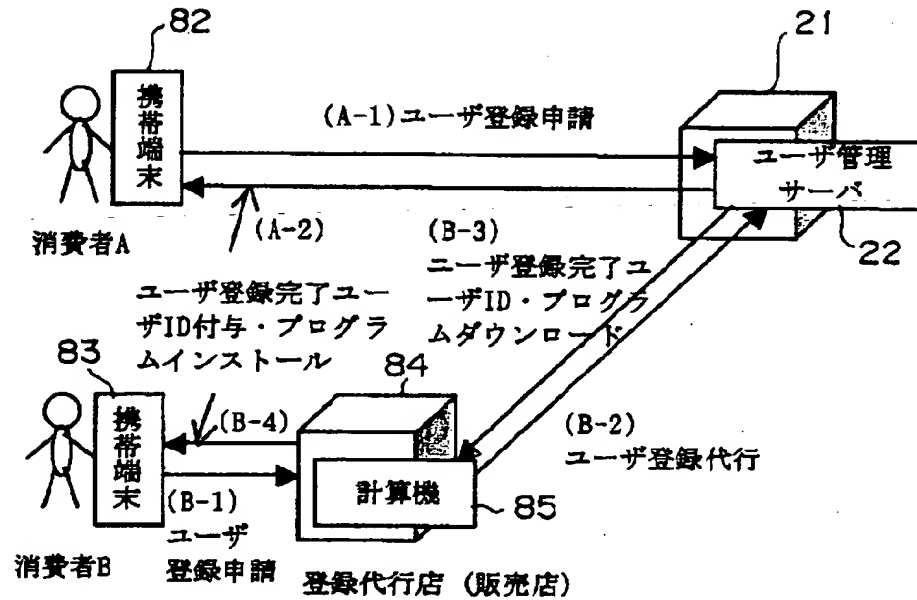 82
携帯端末
消費者A
(A-1)ユーザ登録申請
21
ユーザ管理
サーバ
22
(A-2)
ユーザ登録完了ユー
ザID付与・プログラ
ムインストール
(B-3)
ニーザ登録完了ユ
ーザID・プログラ
ムダウンロード
83
携帯端末
消費者B
(B-4)
(B-1)
ユーザ
登録申請
84
計算機
85
登録代行店 (販売店)
(B-2)
ユーザ登録代行